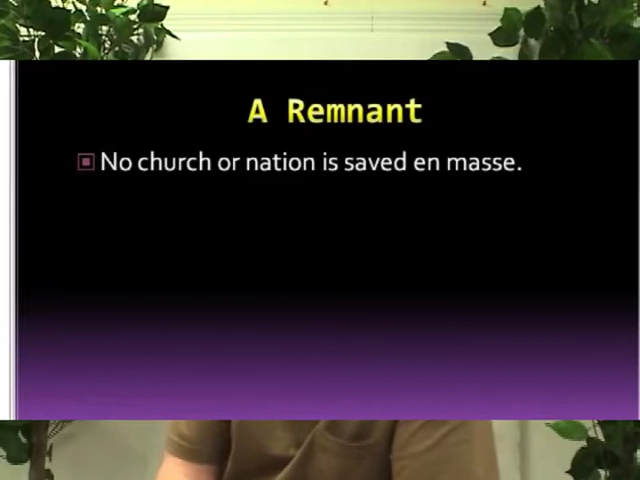 A Remnant
No church or nation is saved en masse.